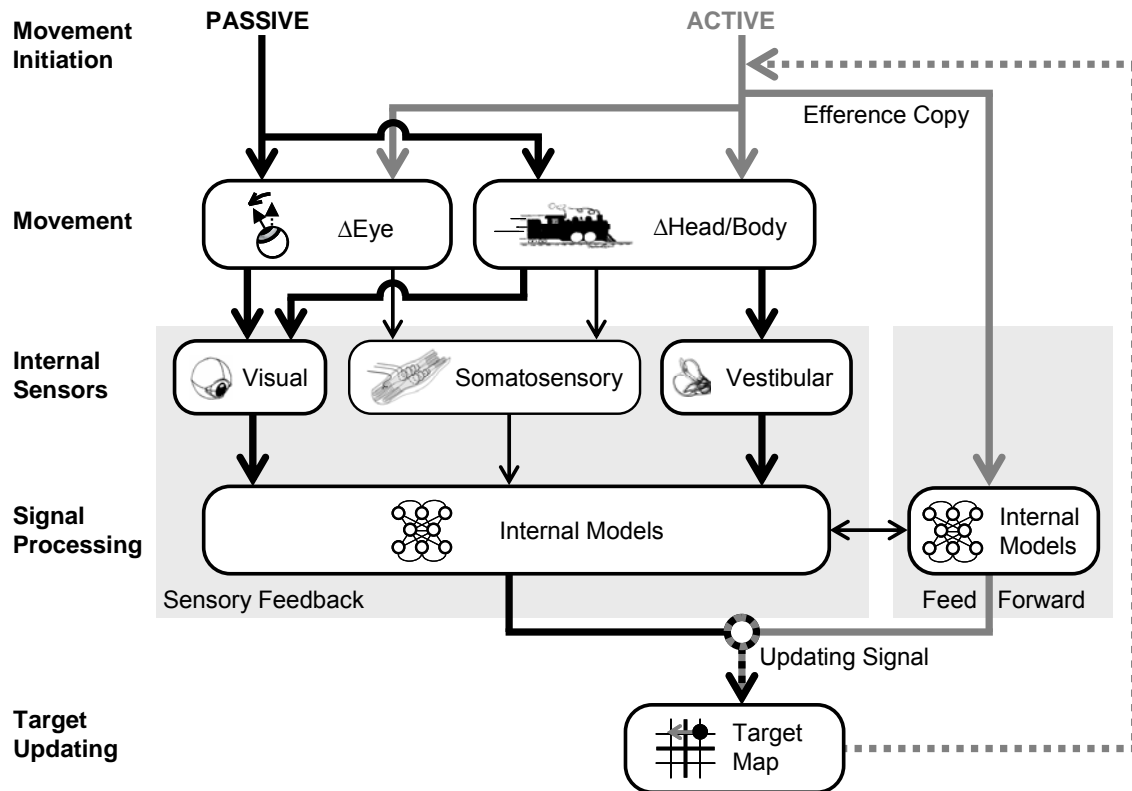 Movement
Initiation
PASSIVE
ACTIVE
Efference Copy
Movement
ΔEye
ΔHead/Body
Internal
Sensors
Visual
Somatosensory
Vestibular
Signal
Processing
Internal Models
Internal
Models
Sensory Feedback
Feed Forward
Updating Signal
Target
Updating
Target
Map